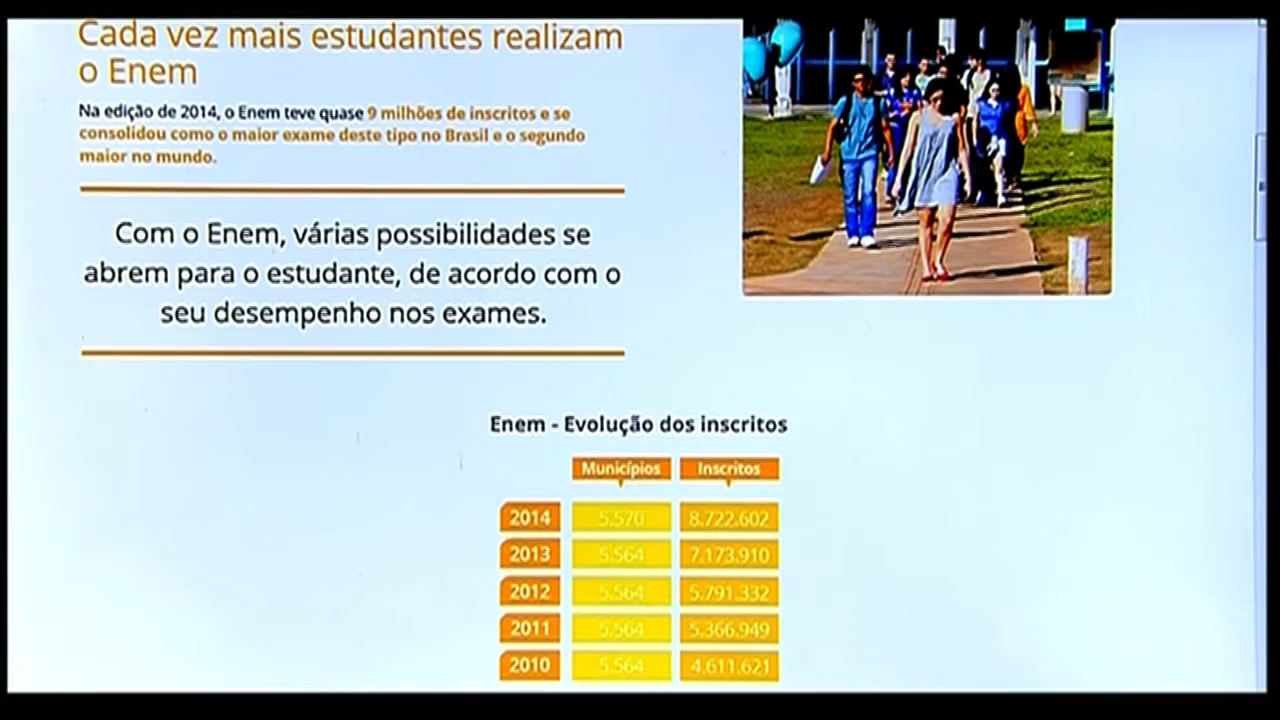 Cada vez mais estudantes realizam
o Enem
Na edição de 2014, o Enem teve quase 9 milhões de inscritos e se
consolidou como o maior exame deste tipo no Brasil e o segundo
maior no mundo.
Com o Enem, várias possibilidades se
abrem para o estudante, de acordo com o
seu desempenho nos exames.
Enem - Evolução dos inscritos
Municípios Inscritos
2014 5.570 8.722.602
2013 5.564 7.173.910
2012 5.564 5.791.332
2011 5.564 5.366.949
2010 5.564 4.611.621